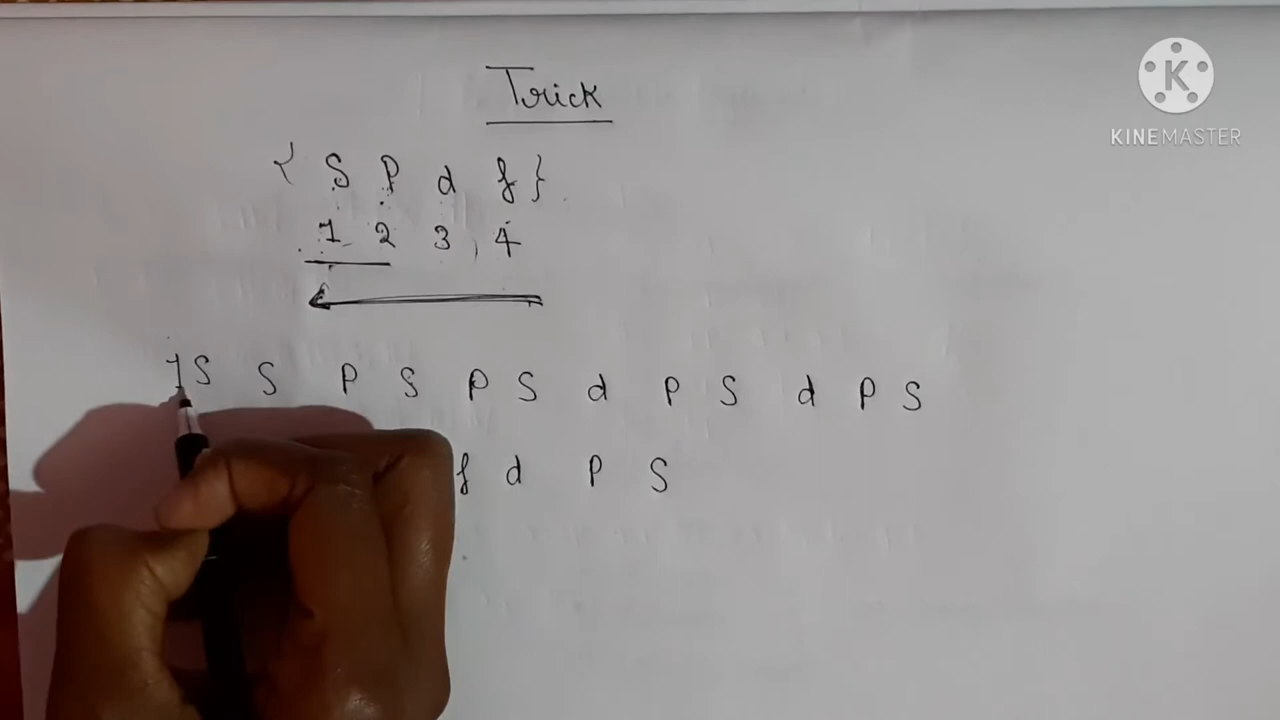 Trick
KINEMASTER
{ S P d f }
1 2 3, 4
1S S P S P S d P S d P S
f d P S